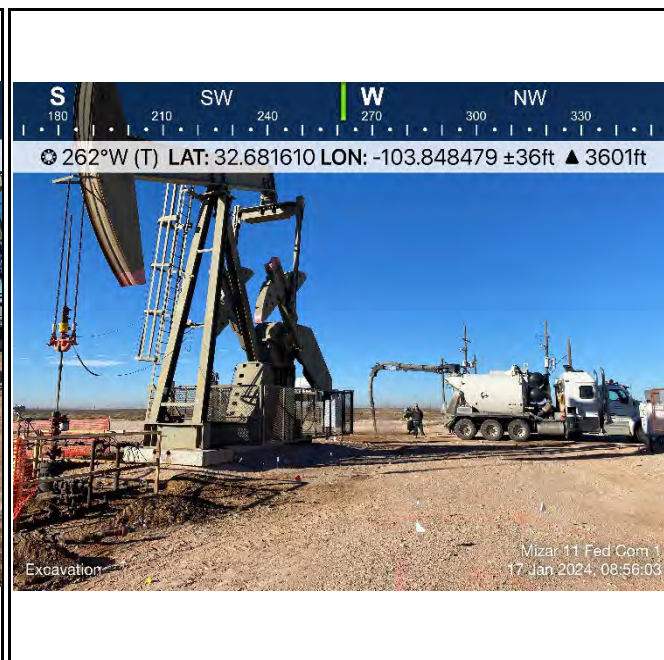 S SW W NW
180 210 240 270 300 330
262°W (T) LAT: 32.681610 LON: -103.848479 ±36ft ▲ 3601ft
Mizar 11 Fed Com 1
Excavation 17 Jan 2024, 08:56:03